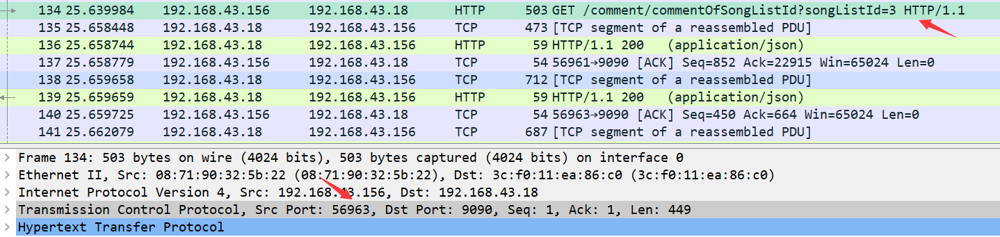 134 25.639984 192.168.43.156 192.168.43.18 HTTP 503 GET /comment/commentOfSongListId?songListId=3 HTTP/1.1
135 25.658448 192.168.43.18 192.168.43.156 TCP 473 [TCP segment of a reassembled PDU]
136 25.658744 192.168.43.18 192.168.43.156 HTTP 59 HTTP/1.1 200 (application/json)
137 25.658779 192.168.43.156 192.168.43.18 TCP 54 56961→9090 [ACK] Seq=852 Ack=22915 Win=65024 Len=0
138 25.659658 192.168.43.18 192.168.43.156 TCP 712 [TCP segment of a reassembled PDU]
139 25.659659 192.168.43.18 192.168.43.156 HTTP 59 HTTP/1.1 200 (application/json)
140 25.659725 192.168.43.156 192.168.43.18 TCP 54 56963→9090 [ACK] Seq=450 Ack=664 Win=65024 Len=0
141 25.662079 192.168.43.18 192.168.43.156 TCP 687 [TCP segment of a reassembled PDU]
Frame 134: 503 bytes on wire (4024 bits), 503 bytes captured (4024 bits) on interface 0
Ethernet II, Src: 08:71:90:32:5b:22 (08:71:90:32:5b:22), Dst: 3c:f0:11:ea:86:c0 (3c:f0:11:ea:86:c0)
Internet Protocol Version 4, Src: 192.168.43.156, Dst: 192.168.43.18
Transmission Control Protocol, Src Port: 56963, Dst Port: 9090, Seq: 1, Ack: 1, Len: 449
Hypertext Transfer Protocol